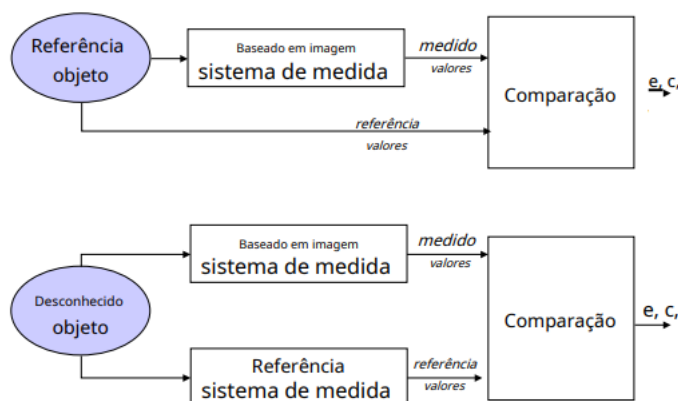 Referência
objeto
Baseado em imagem
sistema de medida
medido
valores
referência
valores
Comparação
e, c,
Desconhecido
objeto
Baseado em imagem
sistema de medida
medido
valores
Referência
sistema de medida
referência
valores
Comparação
e, c,